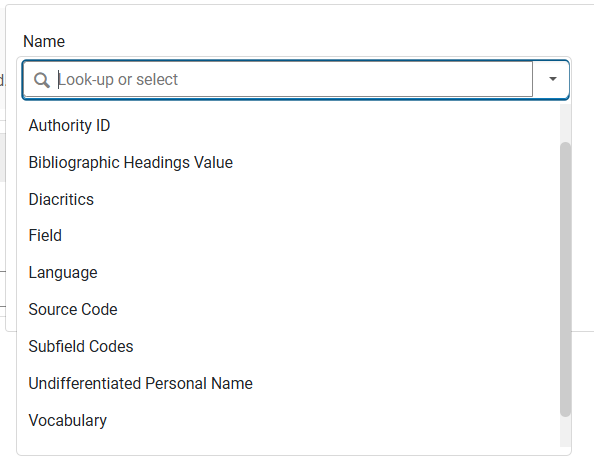 Name
Look-up or select
Authority ID
Bibliographic Headings Value
Diacritics
Field
Language
Source Code
Subfield Codes
Undifferentiated Personal Name
Vocabulary